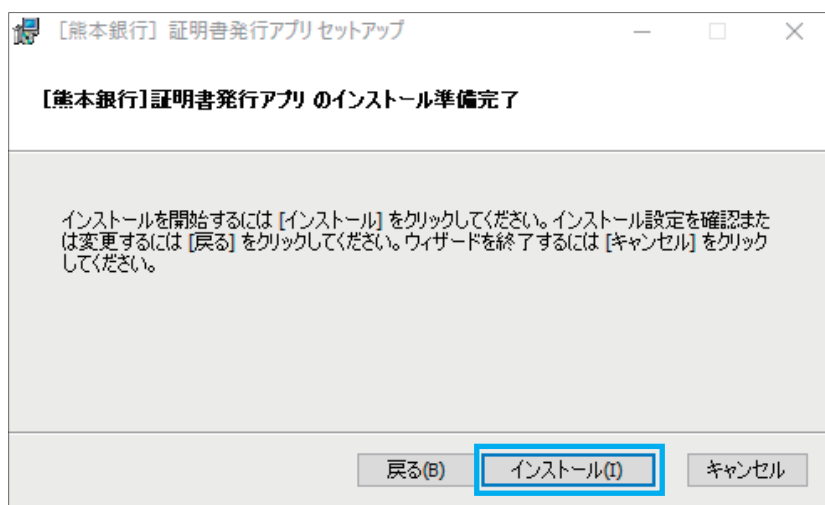 ［熊本銀行］証明書発行アプリ セットアップ
［熊本銀行］証明書発行アプリ のインストール準備完了
インストールを開始するには [インストール] をクリックしてください。インストール設定を確認また
は変更するには [戻る] をクリックしてください。ウィザードを終了するには [キャンセル] をクリック
してください。
戻る(B) インストール(I) キャンセル